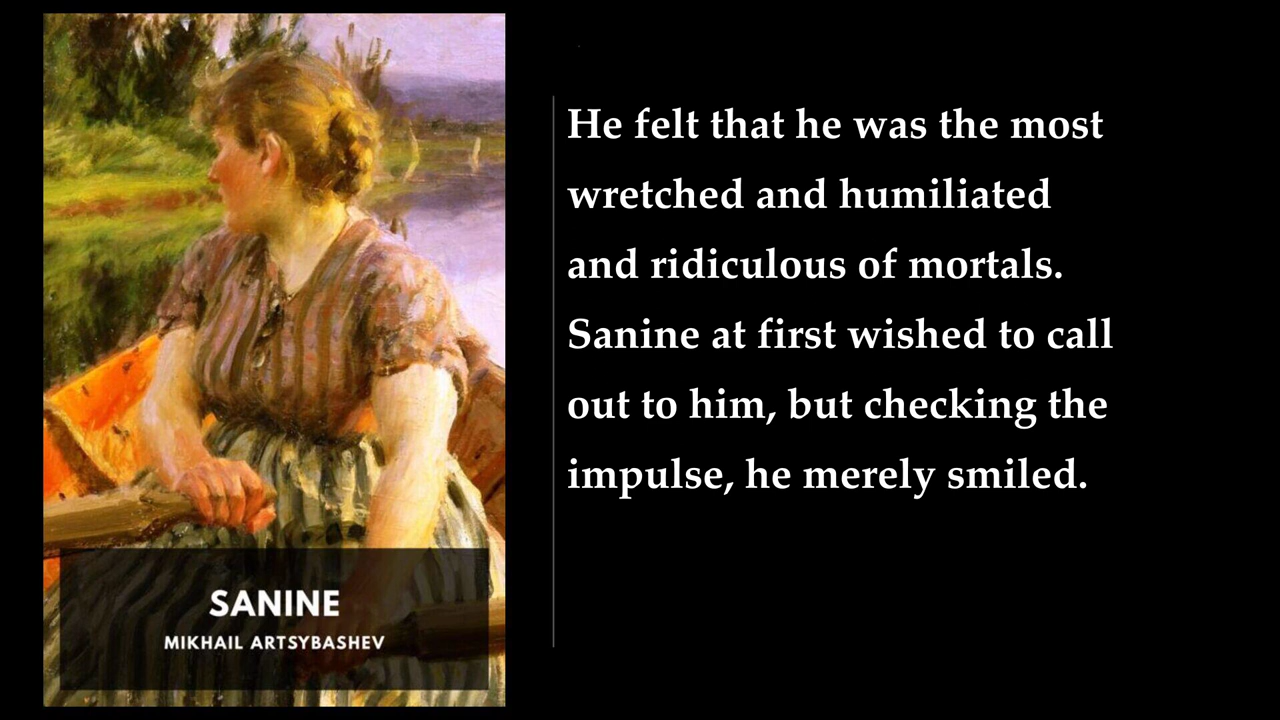 SANINE
MIKHAIL ARTSYBASHEV
He felt that he was the most
wretched and humiliated
and ridiculous of mortals.
Sanine at first wished to call
out to him, but checking the
impulse, he merely smiled.